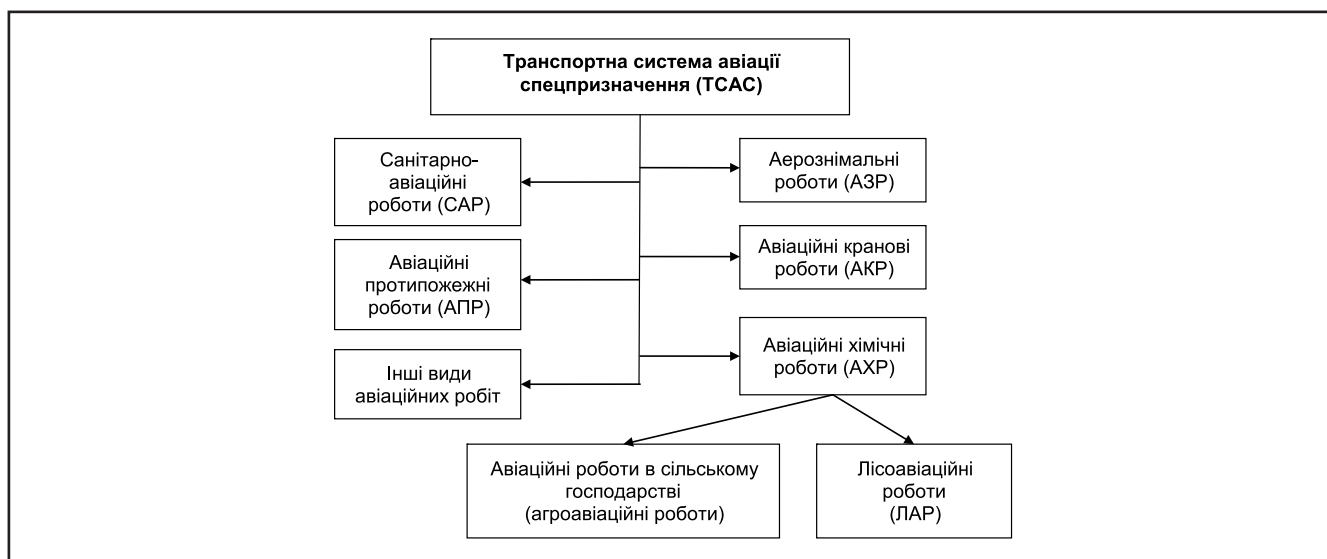 Транспортна система авіації
спецпризначення (ТСАС)
Санітарно-
авіаційні
роботи (САР)
Аерознімальні
роботи (АЗР)
Авіаційні
протипожежні
роботи (АПР)
Авіаційні кранові
роботи (АКР)
Інші види
авіаційних робіт
Авіаційні хімічні
роботи (АХР)
Авіаційні роботи в сільському
господарстві
(агроавіаційні роботи)
Лісоавіаційні
роботи
(ЛАР)